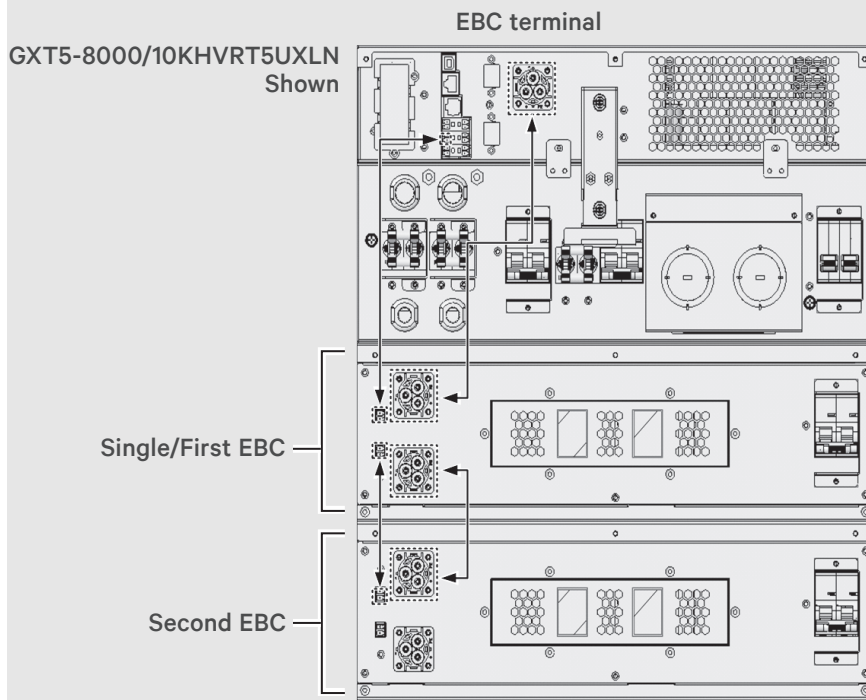 EBC terminal
GXT5-8000/10KHVRT5UXLN
Shown
Single/First EBC
Second EBC